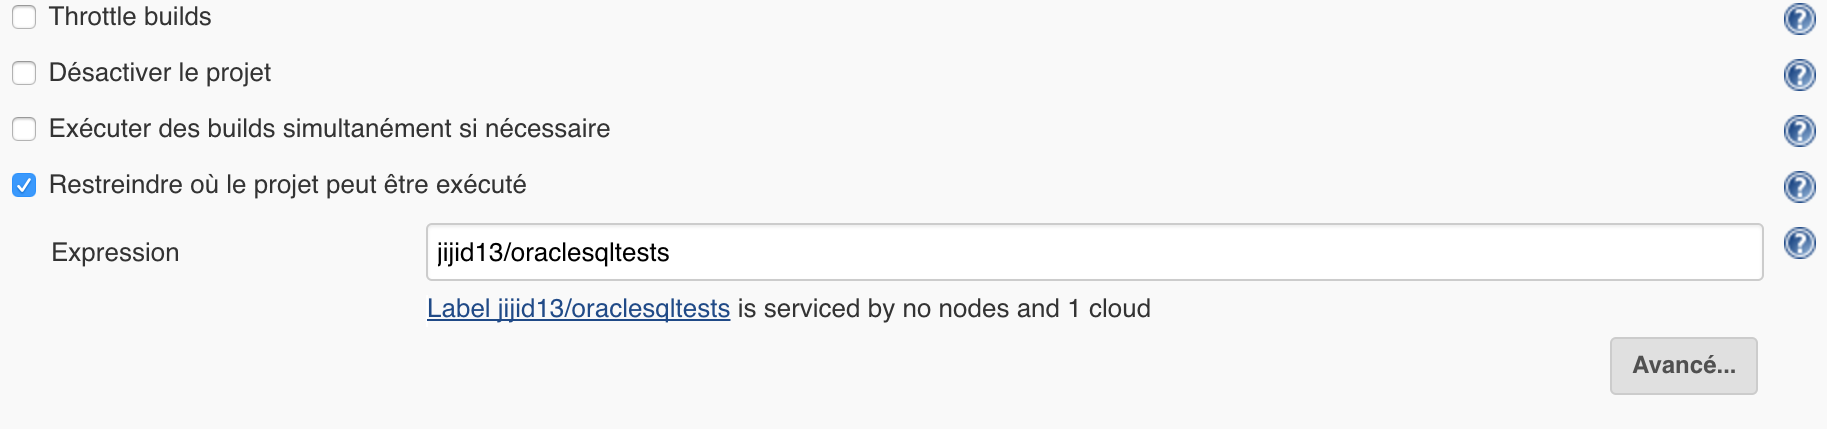 Throttle builds
Désactiver le projet
Exécuter des builds simultanément si nécessaire
Restreindre où le projet peut être exécuté
Expression
jijid13/oraclesqltests
Label jijid13/oraclesqltests is serviced by no nodes and 1 cloud
Avancé...